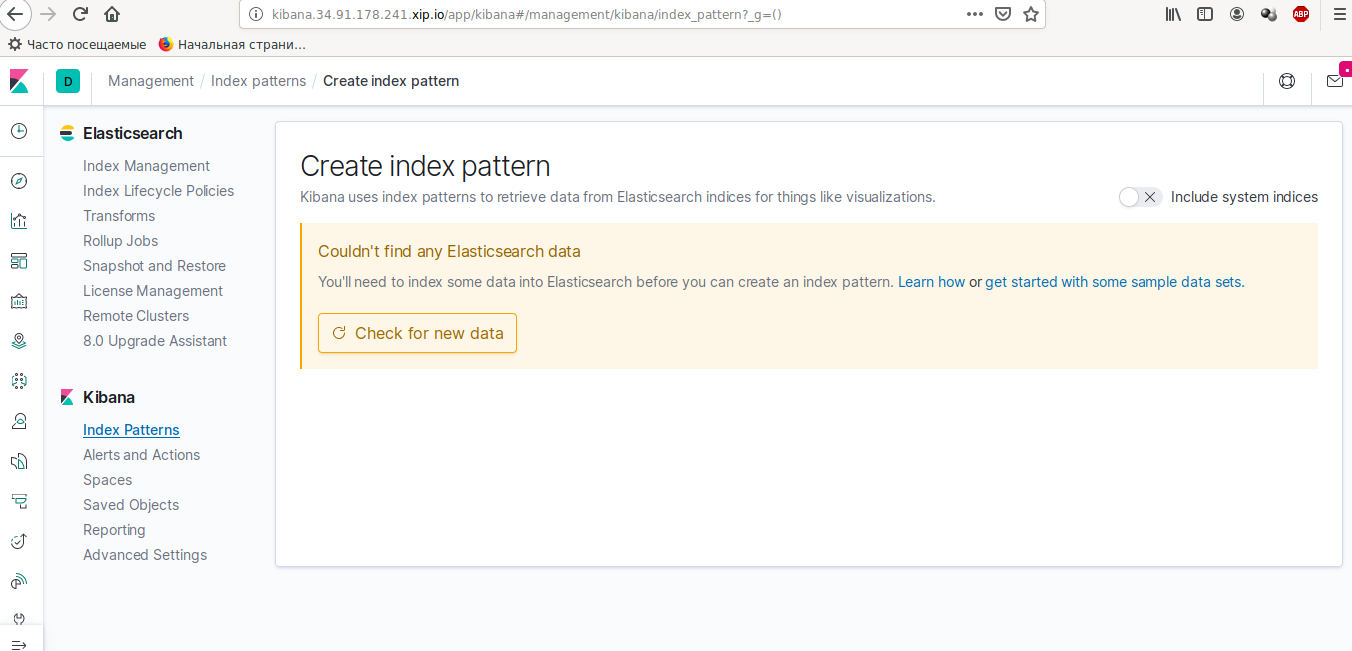 kibana.34.91.178.241.xip.io/app/kibana#/management/kibana/index_pattern?_g=()
ABP
Часто посещаемые Начальная страни...
D Management / Index patterns / Create index pattern
Elasticsearch
Index Management
Index Lifecycle Policies
Transforms
Rollup Jobs
Snapshot and Restore
License Management
Remote Clusters
8.0 Upgrade Assistant
Kibana
Index Patterns
Alerts and Actions
Spaces
Saved Objects
Reporting
Advanced Settings
Create index pattern
Kibana uses index patterns to retrieve data from Elasticsearch indices for things like visualizations.
Include system indices
Couldn't find any Elasticsearch data
You'll need to index some data into Elasticsearch before you can create an index pattern. Learn how or get started with some sample data sets.
Check for new data